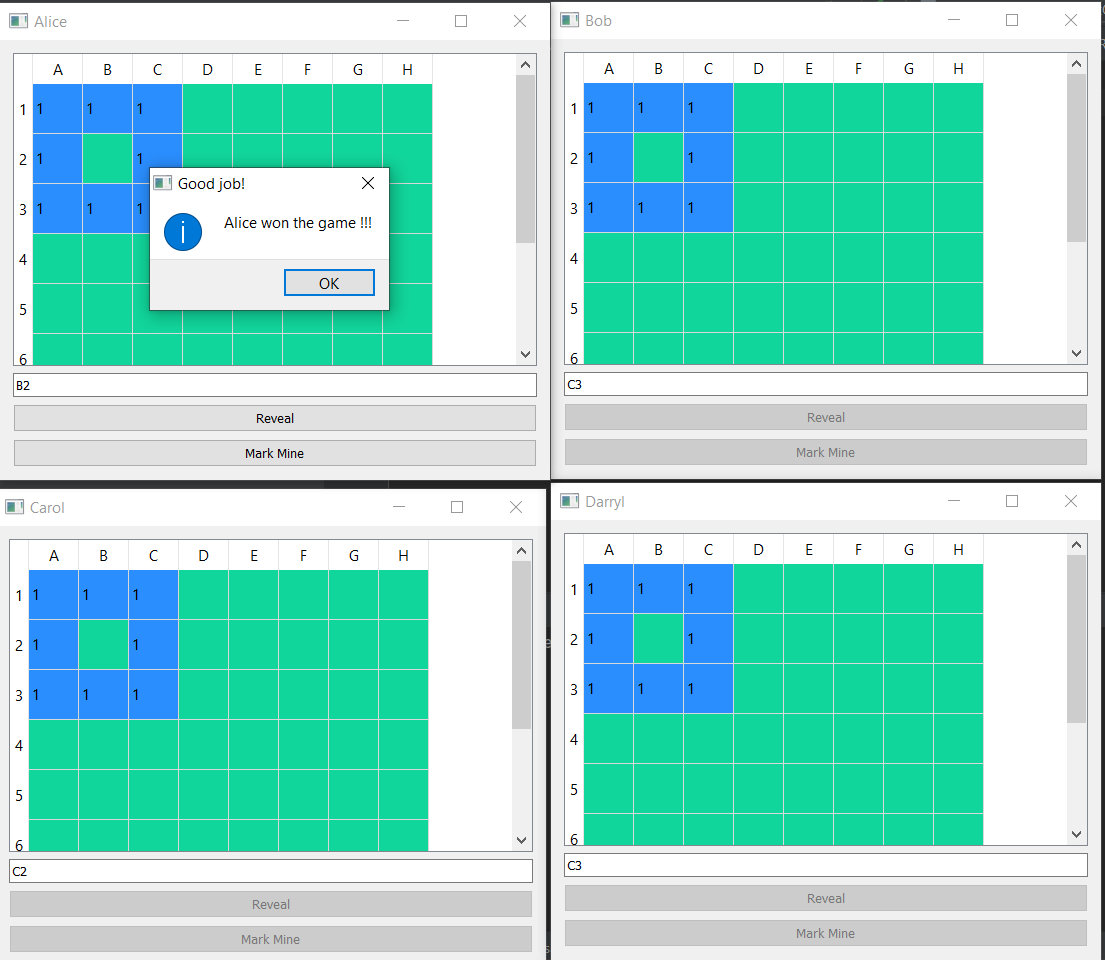 Alice
A B C D E F G H
1 1 1 1
2 1 1
3 1 1 1
4
5
6
Good job!
Alice won the game !!!
OK
B2
Reveal
Mark Mine
Bob
A B C D E F G H
1 1 1 1
2 1 1
3 1 1 1
4
5
6
C3
Reveal
Mark Mine
Carol
A B C D E F G H
1 1 1 1
2 1 1
3 1 1 1
4
5
6
C2
Reveal
Mark Mine
Darryl
A B C D E F G H
1 1 1 1
2 1 1
3 1 1 1
4
5
6
C3
Reveal
Mark Mine